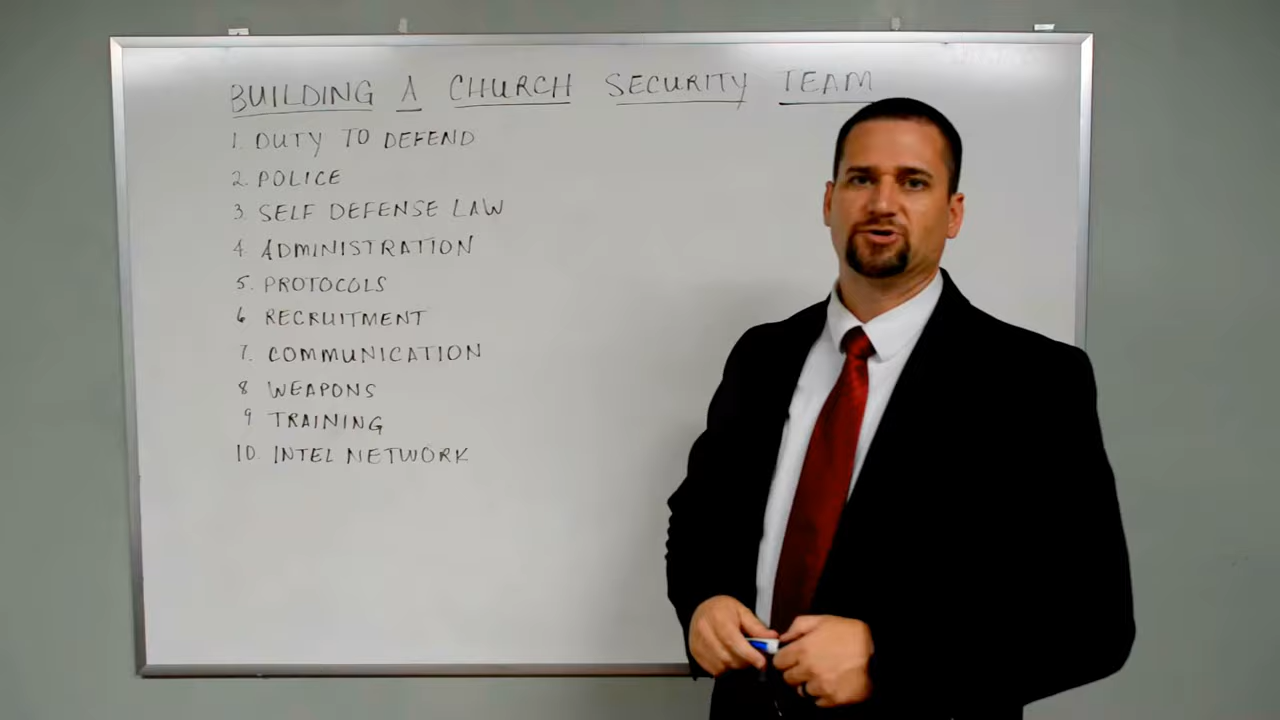 BUILDING A CHURCH SECURITY TEAM
1. DUTY TO DEFEND
2. POLICE
3. SELF DEFENSE LAW
4. ADMINISTRATION
5. PROTOCOLS
6 RECRUITMENT
7. COMMUNICATION
8 WEAPONS
9 TRAINING
10. INTEL NETWORK